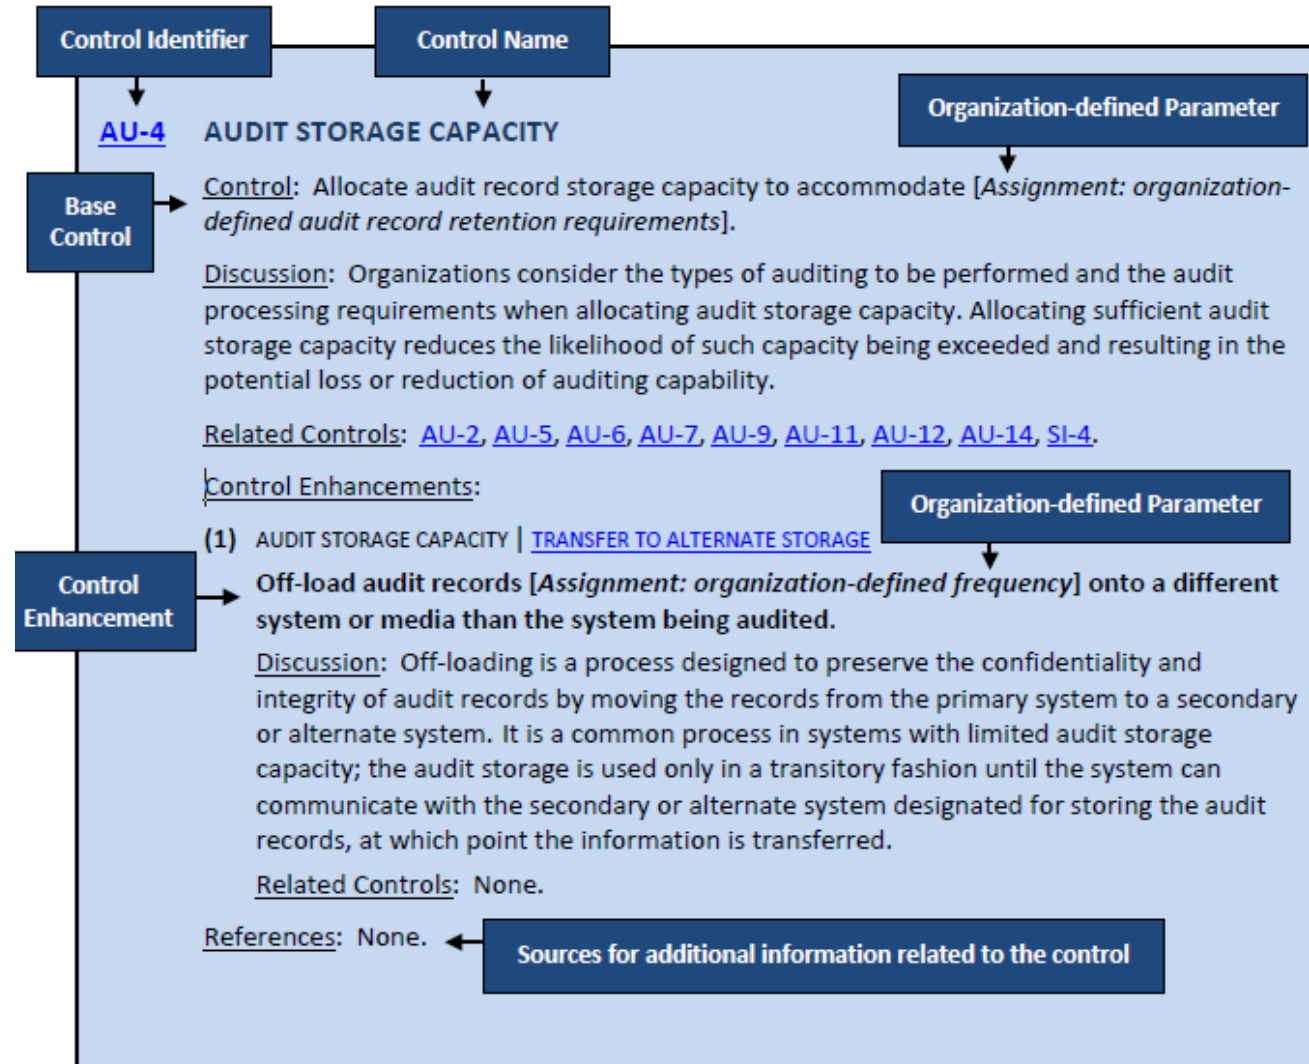 Control Identifier
Control Name
Organization-defined Parameter
AU-4 AUDIT STORAGE CAPACITY
Base
Control
Control: Allocate audit record storage capacity to accommodate [Assignment: organization-
defined audit record retention requirements].
Discussion: Organizations consider the types of auditing to be performed and the audit
processing requirements when allocating audit storage capacity. Allocating sufficient audit
storage capacity reduces the likelihood of such capacity being exceeded and resulting in the
potential loss or reduction of auditing capability.
Related Controls: AU-2, AU-5, AU-6, AU-7, AU-9, AU-11, AU-12, AU-14, SI-4.
Control Enhancements:
Organization-defined Parameter
(1) AUDIT STORAGE CAPACITY | TRANSFER TO ALTERNATE STORAGE
Control
Enhancement
Off-load audit records [Assignment: organization-defined frequency] onto a different
system or media than the system being audited.
Discussion: Off-loading is a process designed to preserve the confidentiality and
integrity of audit records by moving the records from the primary system to a secondary
or alternate system. It is a common process in systems with limited audit storage
capacity; the audit storage is used only in a transitory fashion until the system can
communicate with the secondary or alternate system designated for storing the audit
records, at which point the information is transferred.
Related Controls: None.
References: None.
Sources for additional information related to the control